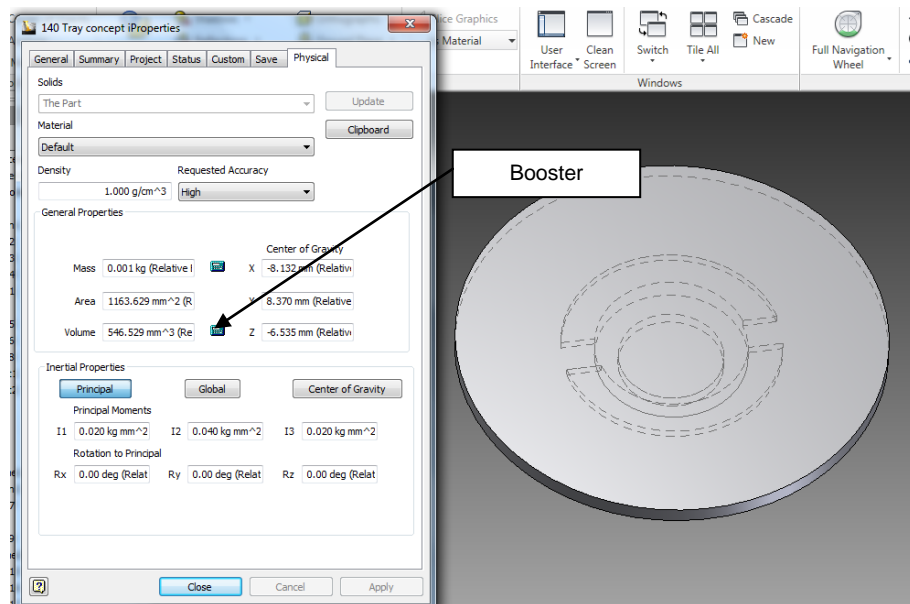 140 Tray concept iProperties
General Summary Project Status Custom Save Physical
Solids
The Part
Update
Material
Clipboard
Default
Density Requested Accuracy
1.000 g/cm^3 High
General Properties
Center of Gravity
Mass 0.001 kg (Relative X -8.132 mm (Relativ
Area 1163.629 mm^2 (R 8.370 mm (Relative
Volume 546.529 mm^3 (Re Z -6.535 mm (Relativ
Inertial Properties
Principal Global Center of Gravity
Principal Moments
I1 0.020 kg mm^2 I2 0.040 kg mm^2 I3 0.020 kg mm^2
Rotation to Principal
Rx 0.00 deg (Relat Ry 0.00 deg (Relat Rz 0.00 deg (Relat
Close Cancel Apply
Graphics
Material
User Interface
Clean Screen
Switch
Tile All
Cascade
New
Full Navigation Wheel
Windows
Booster